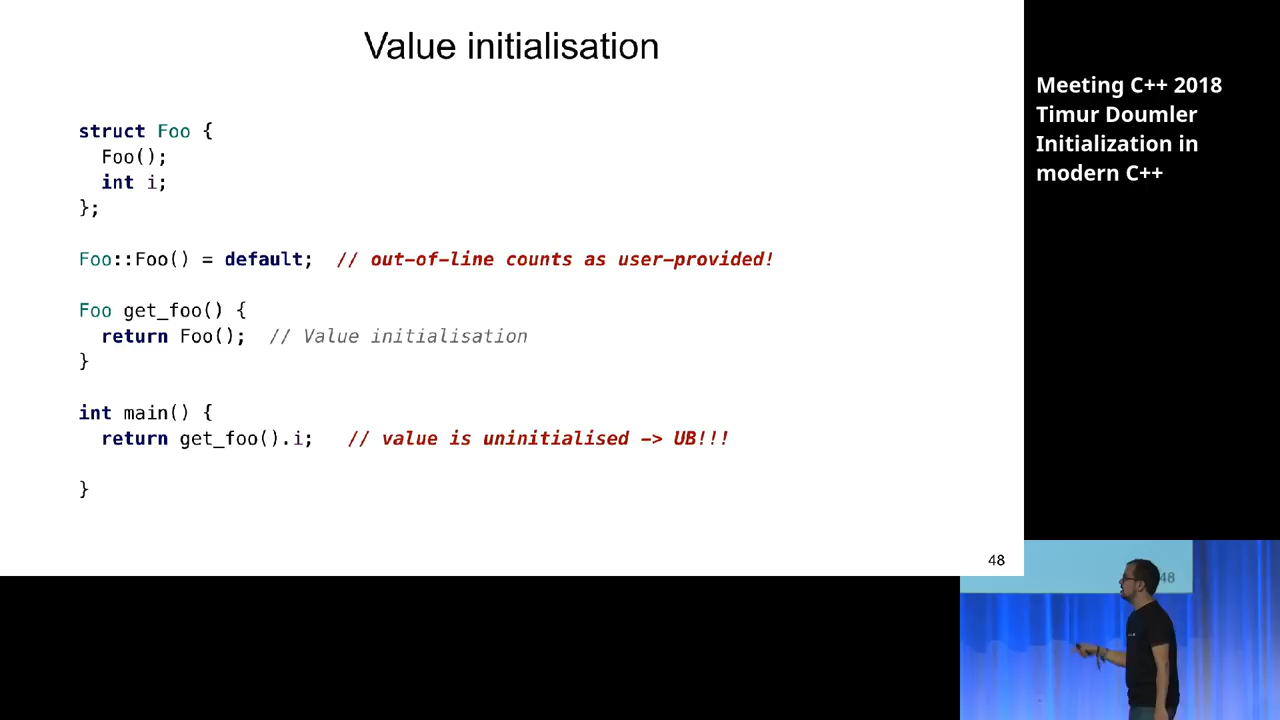 Value initialisation
struct Foo {
Foo();
int i;
};
Foo::Foo() = default; // out-of-line counts as user-provided!
Foo get_foo() {
return Foo(); // Value initialisation
}
int main() {
return get_foo().i; // value is uninitialised -> UB!!!
}
48
Meeting C++ 2018
Timur Doumler
Initialization in
modern C++
48